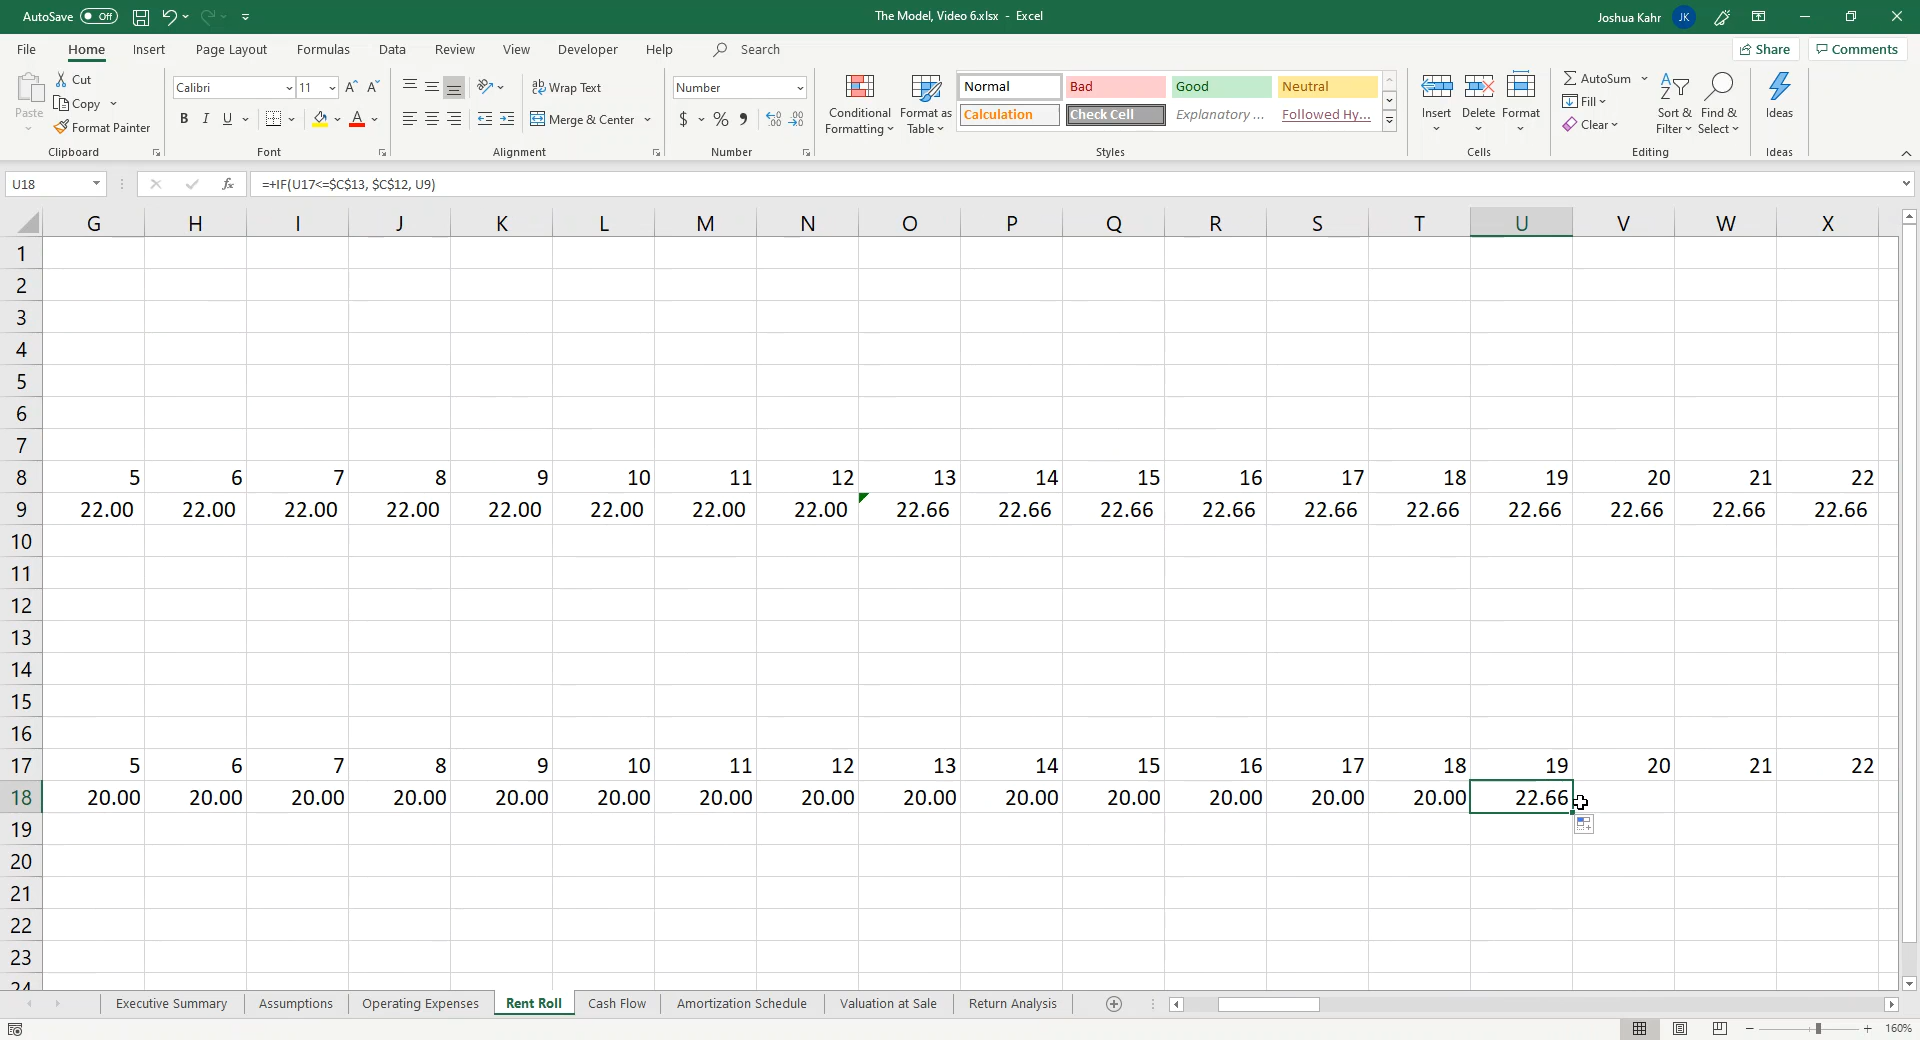 AutoSave Off The Model, Video 6.xlsx - Excel Joshua Kahr JK
File Home Insert Page Layout Formulas Data Review View Developer Help Search Share Comments
Paste Cut Copy Format Painter
Calibri 11 A A
B I U A
Wrap Text
Merge & Center
Number
$ % 9
Conditional Formatting Format as Table
Normal Bad Good Neutral
Calculation Check Cell Explanatory ... Followed Hy...
Insert Delete Format
AutoSum Fill Clear
Sort & Filter Find & Select
Ideas
Clipboard Font Alignment Number Styles Cells Editing Ideas
U18 fx =+IF(U17<=$C$13, $C$12, U9)
G H I J K L M N O P Q R S T U V W X
1
2
3
4
5
6
7
8 5 6 7 8 9 10 11 12 13 14 15 16 17 18 19 20 21 22
9 22.00 22.00 22.00 22.00 22.00 22.00 22.00 22.00 22.66 22.66 22.66 22.66 22.66 22.66 22.66 22.66 22.66 22.66
10
11
12
13
14
15
16
17 5 6 7 8 9 10 11 12 13 14 15 16 17 18 19 20 21 22
18 20.00 20.00 20.00 20.00 20.00 20.00 20.00 20.00 20.00 20.00 20.00 20.00 20.00 20.00 22.66
19
20
21
22
23
24
Executive Summary Assumptions Operating Expenses Rent Roll Cash Flow Amortization Schedule Valuation at Sale Return Analysis
160%